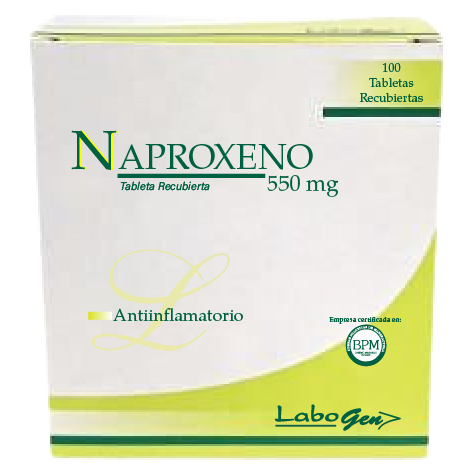 100
Tabletas
Recubiertas
NAPROXENO
Tableta Recubierta
550 mg
L
Antiinflamatorio
Empresa certificada en:
BPM
LaboGen